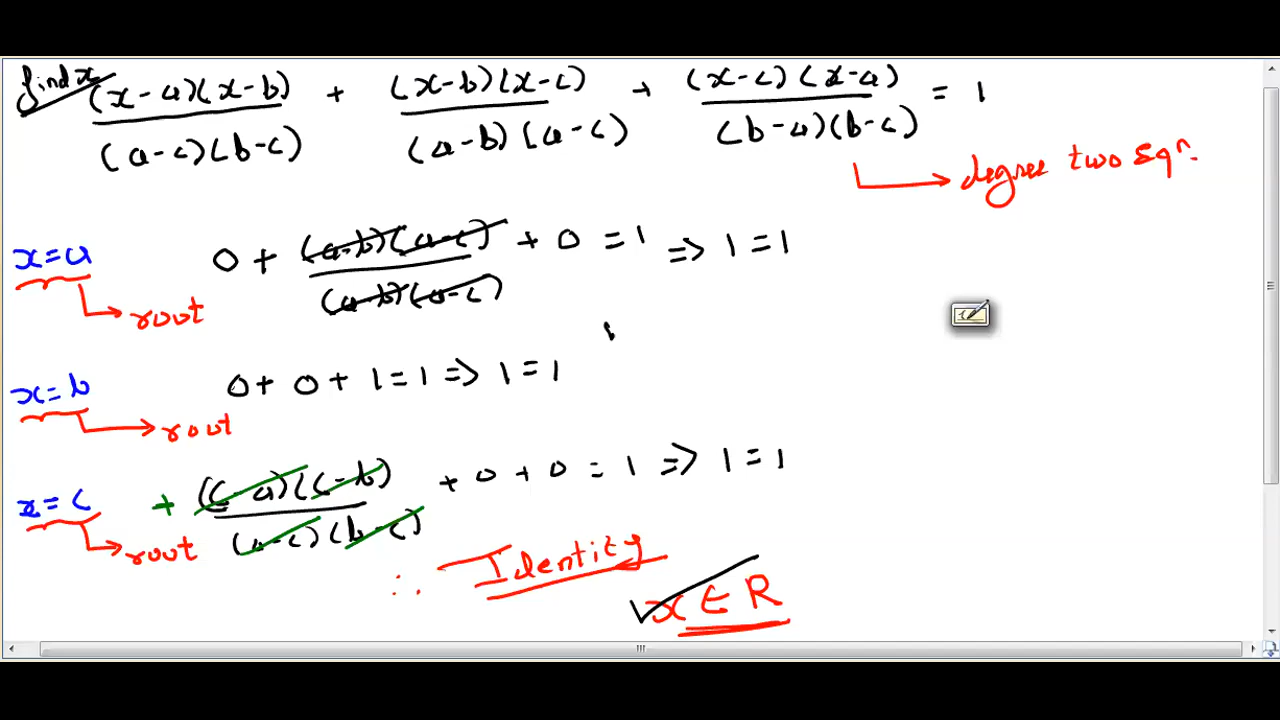 find x (x-a)(x-b)/(a-c)(b-c) + (x-b)(x-c)/(a-b)(a-c) + (x-c)(x-a)/(b-a)(b-c) = 1
degree two eqn.
x=a 0 + (a-b)(a-c)/(a-b)(a-c) + 0 = 1 => 1 = 1
root
x=b 0 + 0 + 1 = 1 => 1 = 1
root
x=c + (c-a)(c-b)/(a-c)(b-c) + 0 + 0 = 1 => 1 = 1
root
∴ Identity
x ∈ R